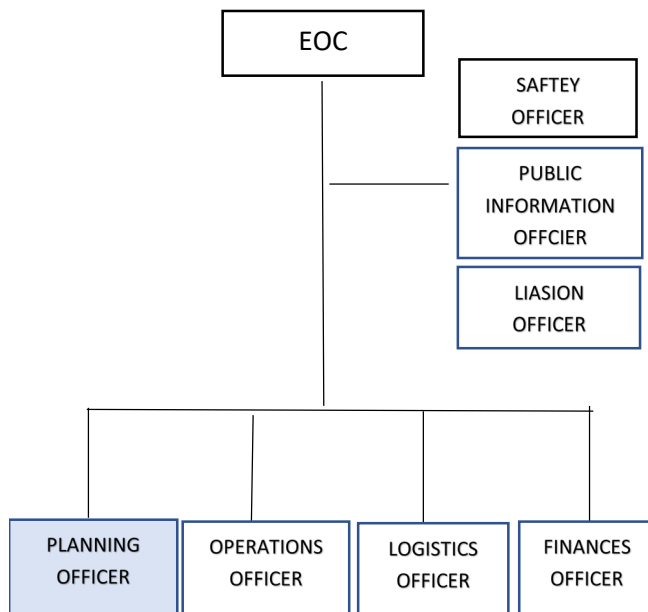 EOC
SAFTEY
OFFICER
PUBLIC
INFORMATION
OFFCIER
LIASION
OFFICER
PLANNING
OFFICER
OPERATIONS
OFFICER
LOGISTICS
OFFICER
FINANCES
OFFICER